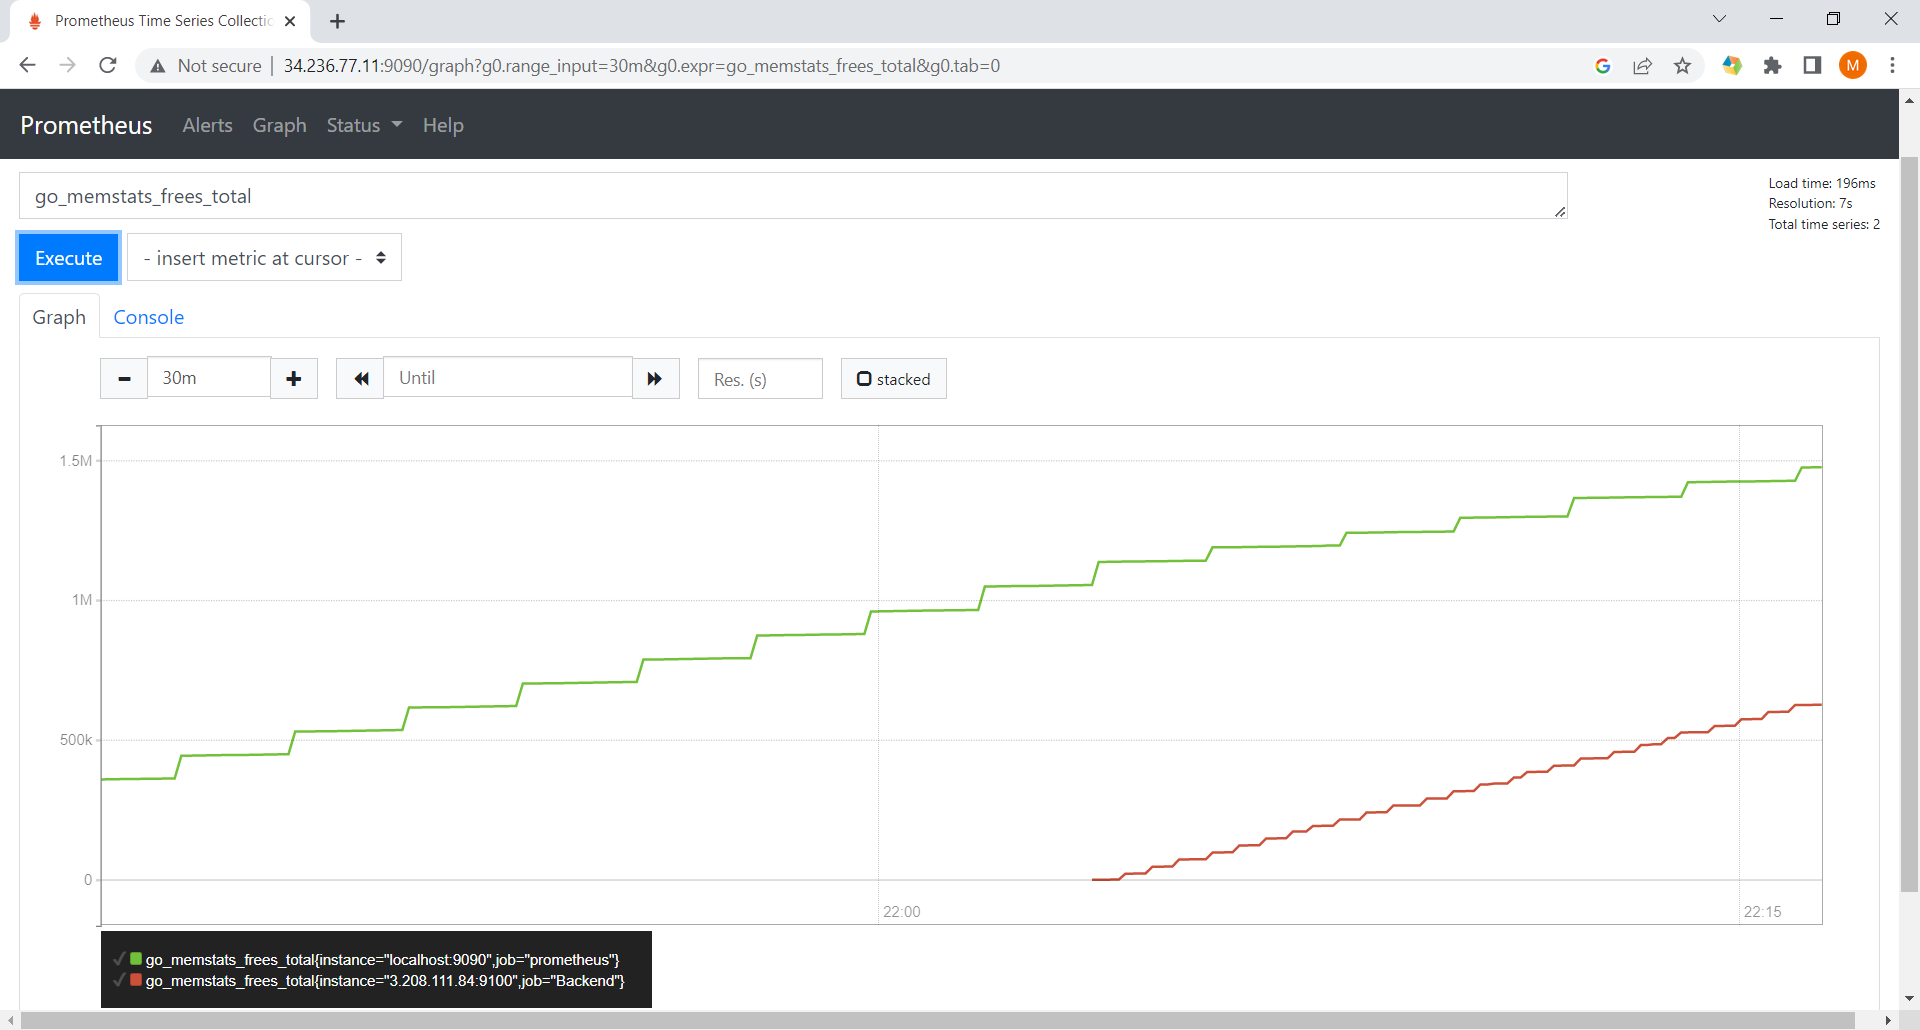 Prometheus Time Series Collectio
Not secure 34.236.77.11:9090/graph?g0.range_input=30m&g0.expr=go_memstats_frees_total&g0.tab=0
M
Prometheus Alerts Graph Status Help
go_memstats_frees_total
Load time: 196ms
Resolution: 7s
Total time series: 2
Execute - insert metric at cursor -
Graph Console
30m Until Res. (s) stacked
1.5M
1M
500k
0
22:00 22:15
go_memstats_frees_total{instance="localhost:9090",job="prometheus"}
go_memstats_frees_total{instance="3.208.111.84:9100",job="Backend"}